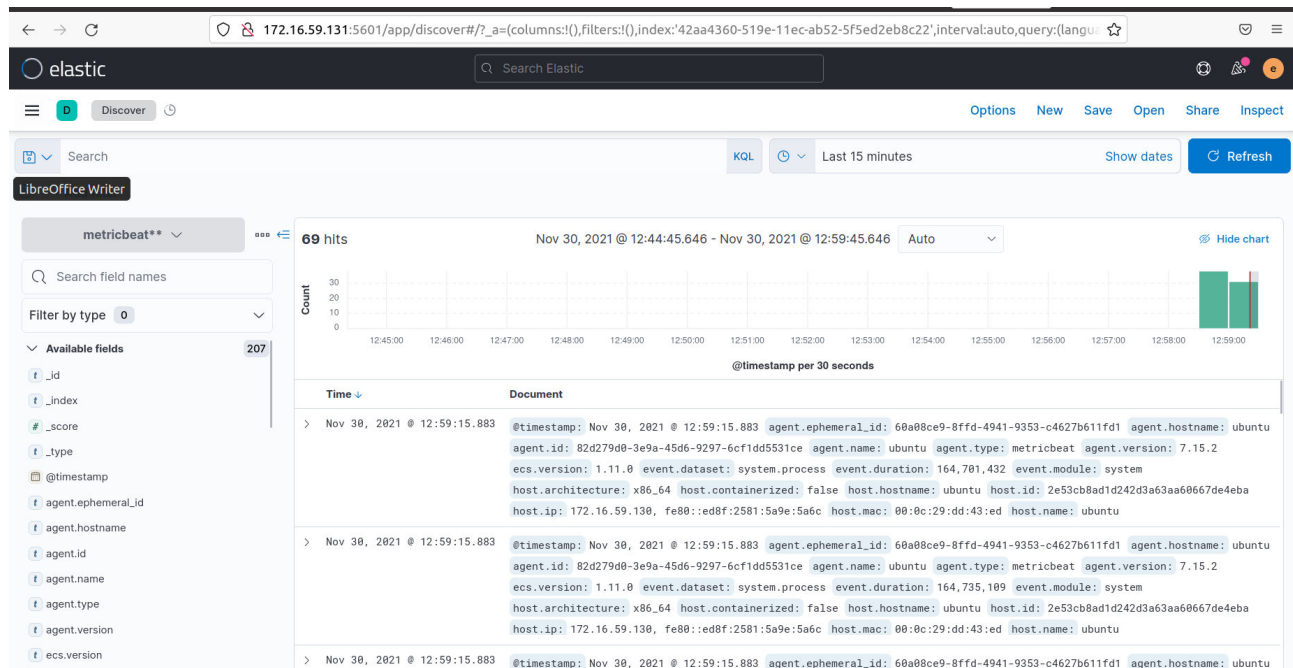 172.16.59.131:5601/app/discover#/?_a=(columns:!(),filters:!(),index:'42aa4360-519e-11ec-ab52-5f5ed2eb8c22',interval:auto,query:(langua
elastic
Search Elastic
e
D
Discover
Options New Save Open Share Inspect
Search
KQL
Last 15 minutes
Show dates
Refresh
LibreOffice Writer
metricbeat**
69 hits
Nov 30, 2021 @ 12:44:45.646 - Nov 30, 2021 @ 12:59:45.646
Auto
Hide chart
Search field names
Filter by type 0
Available fields 207
t _id
t _index
# _score
t _type
@timestamp
t agent.ephemeral_id
t agent.hostname
t agent.id
t agent.name
t agent.type
t agent.version
t ecs.version
Count
30
20
10
0
12:45:00 12:46:00 12:47:00 12:48:00 12:49:00 12:50:00 12:51:00 12:52:00 12:53:00 12:54:00 12:55:00 12:56:00 12:57:00 12:58:00 12:59:00
@timestamp per 30 seconds
Time Document
Nov 30, 2021 @ 12:59:15.883 @timestamp: Nov 30, 2021 @ 12:59:15.883 agent.ephemeral_id: 60a08ce9-8ffd-4941-9353-c4627b611fd1 agent.hostname: ubuntu
agent.id: 82d279d0-3e9a-45d6-9297-6cf1dd5531ce agent.name: ubuntu agent.type: metricbeat agent.version: 7.15.2
ecs.version: 1.11.0 event.dataset: system.process event.duration: 164,701,432 event.module: system
host.architecture: x86_64 host.containerized: false host.hostname: ubuntu host.id: 2e53cb8ad1d242d3a63aa60667de4eba
host.ip: 172.16.59.130, fe80::ed8f:2581:5a9e:5a6c host.mac: 00:0c:29:dd:43:ed host.name: ubuntu
Nov 30, 2021 @ 12:59:15.883 @timestamp: Nov 30, 2021 @ 12:59:15.883 agent.ephemeral_id: 60a08ce9-8ffd-4941-9353-c4627b611fd1 agent.hostname: ubuntu
agent.id: 82d279d0-3e9a-45d6-9297-6cf1dd5531ce agent.name: ubuntu agent.type: metricbeat agent.version: 7.15.2
ecs.version: 1.11.0 event.dataset: system.process event.duration: 164,735,109 event.module: system
host.architecture: x86_64 host.containerized: false host.hostname: ubuntu host.id: 2e53cb8ad1d242d3a63aa60667de4eba
host.ip: 172.16.59.130, fe80::ed8f:2581:5a9e:5a6c host.mac: 00:0c:29:dd:43:ed host.name: ubuntu
Nov 30, 2021 @ 12:59:15.883 @timestamp: Nov 30, 2021 @ 12:59:15.883 agent.ephemeral_id: 60a08ce9-8ffd-4941-9353-c4627b611fd1 agent.hostname: ubuntu